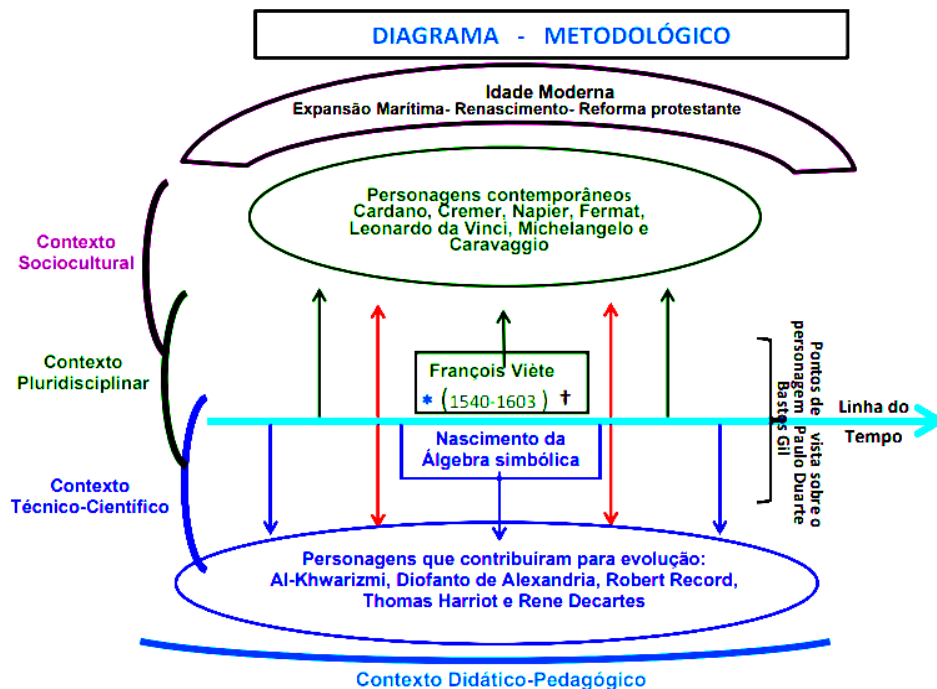 DIAGRAMA - METODOLÓGICO
Idade Moderna
Expansão Marítima- Renascimento- Reforma protestante
Personagens contemporâneos
Cardano, Cremer, Napier, Fermat,
Leonardo da Vinci, Michelangelo e
Caravaggio
Contexto
Sociocultural
Contexto
Pluridisciplinar
Contexto
Técnico-Científico
François Viète
* (1540-1603) †
Nascimento da
Álgebra simbólica
Pontos de vista sobre o
personagem Paulo Duarte
Bastos Gil
Linha do
Tempo
Personagens que contribuíram para evolução:
Al-Khwarizmi, Diofanto de Alexandria, Robert Record,
Thomas Harriot e Rene Decartes
Contexto Didático-Pedagógico